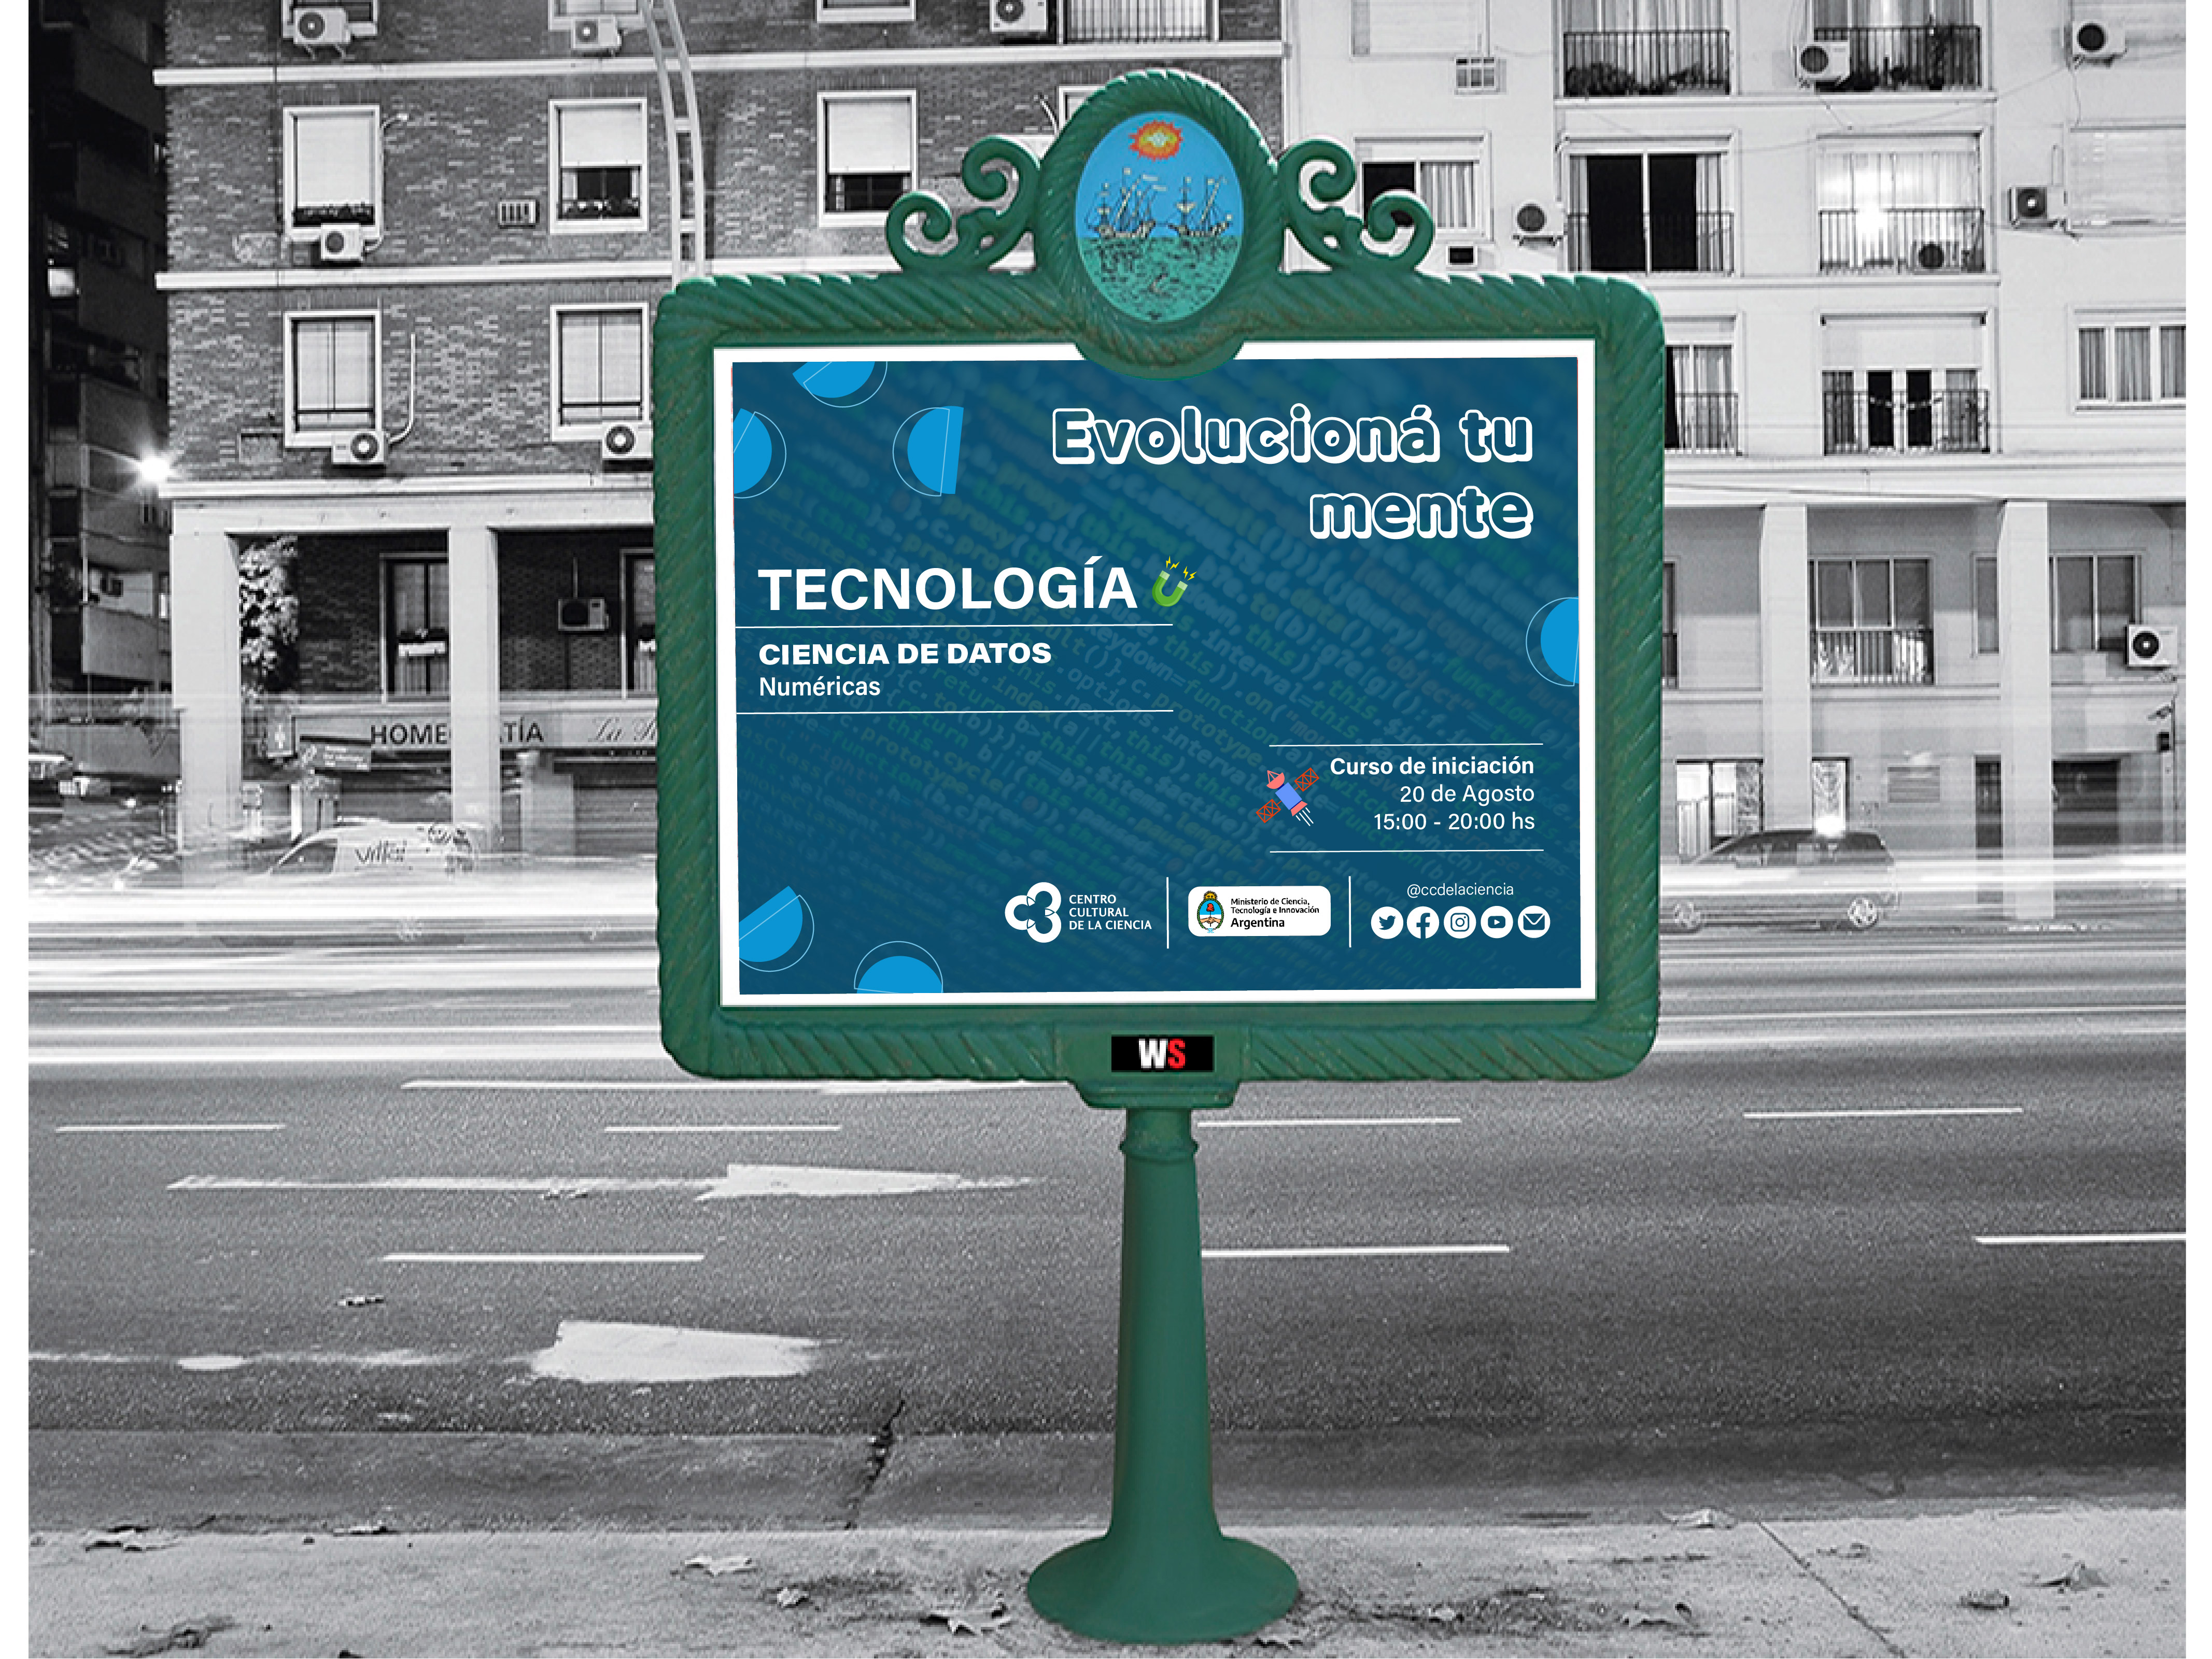 Evolucioná tu
mente
TECNOLOGÍA
CIENCIA DE DATOS
Numéricas
Curso de iniciación
20 de Agosto
15:00 - 20:00 hs
CENTRO
CULTURAL
DE LA CIENCIA
Ministerio de Ciencia,
Tecnología e Innovación
Argentina
@ccdelaciencia
WS
HOME
TÍA
La